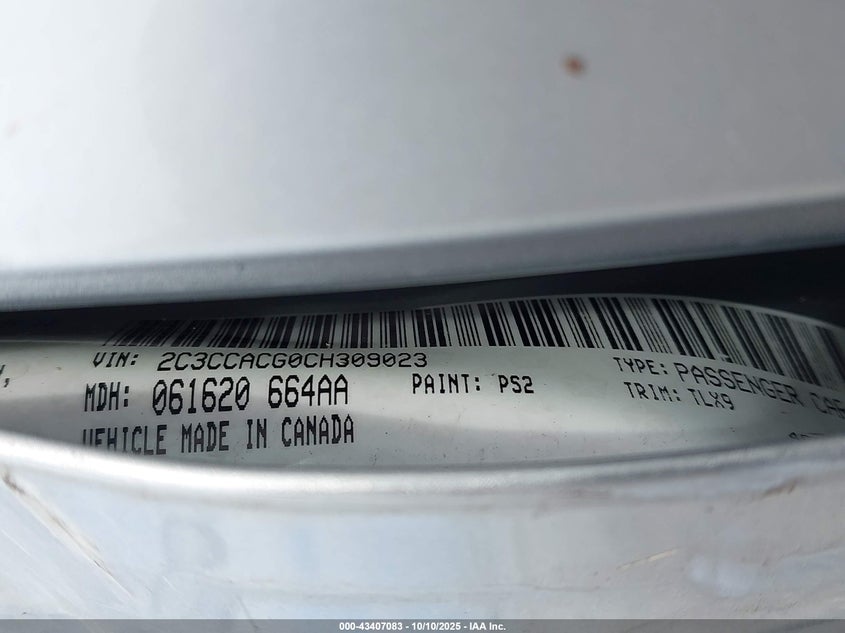 VIN: 2C3CCACG0CH309023
TYPE: PASSENGER CAR
MDH: 061620 664AA
PAINT: PS2
TRIM: TLX9
VEHICLE MADE IN CANADA
000-43407083 - 10/10/2025 - IAA Inc.